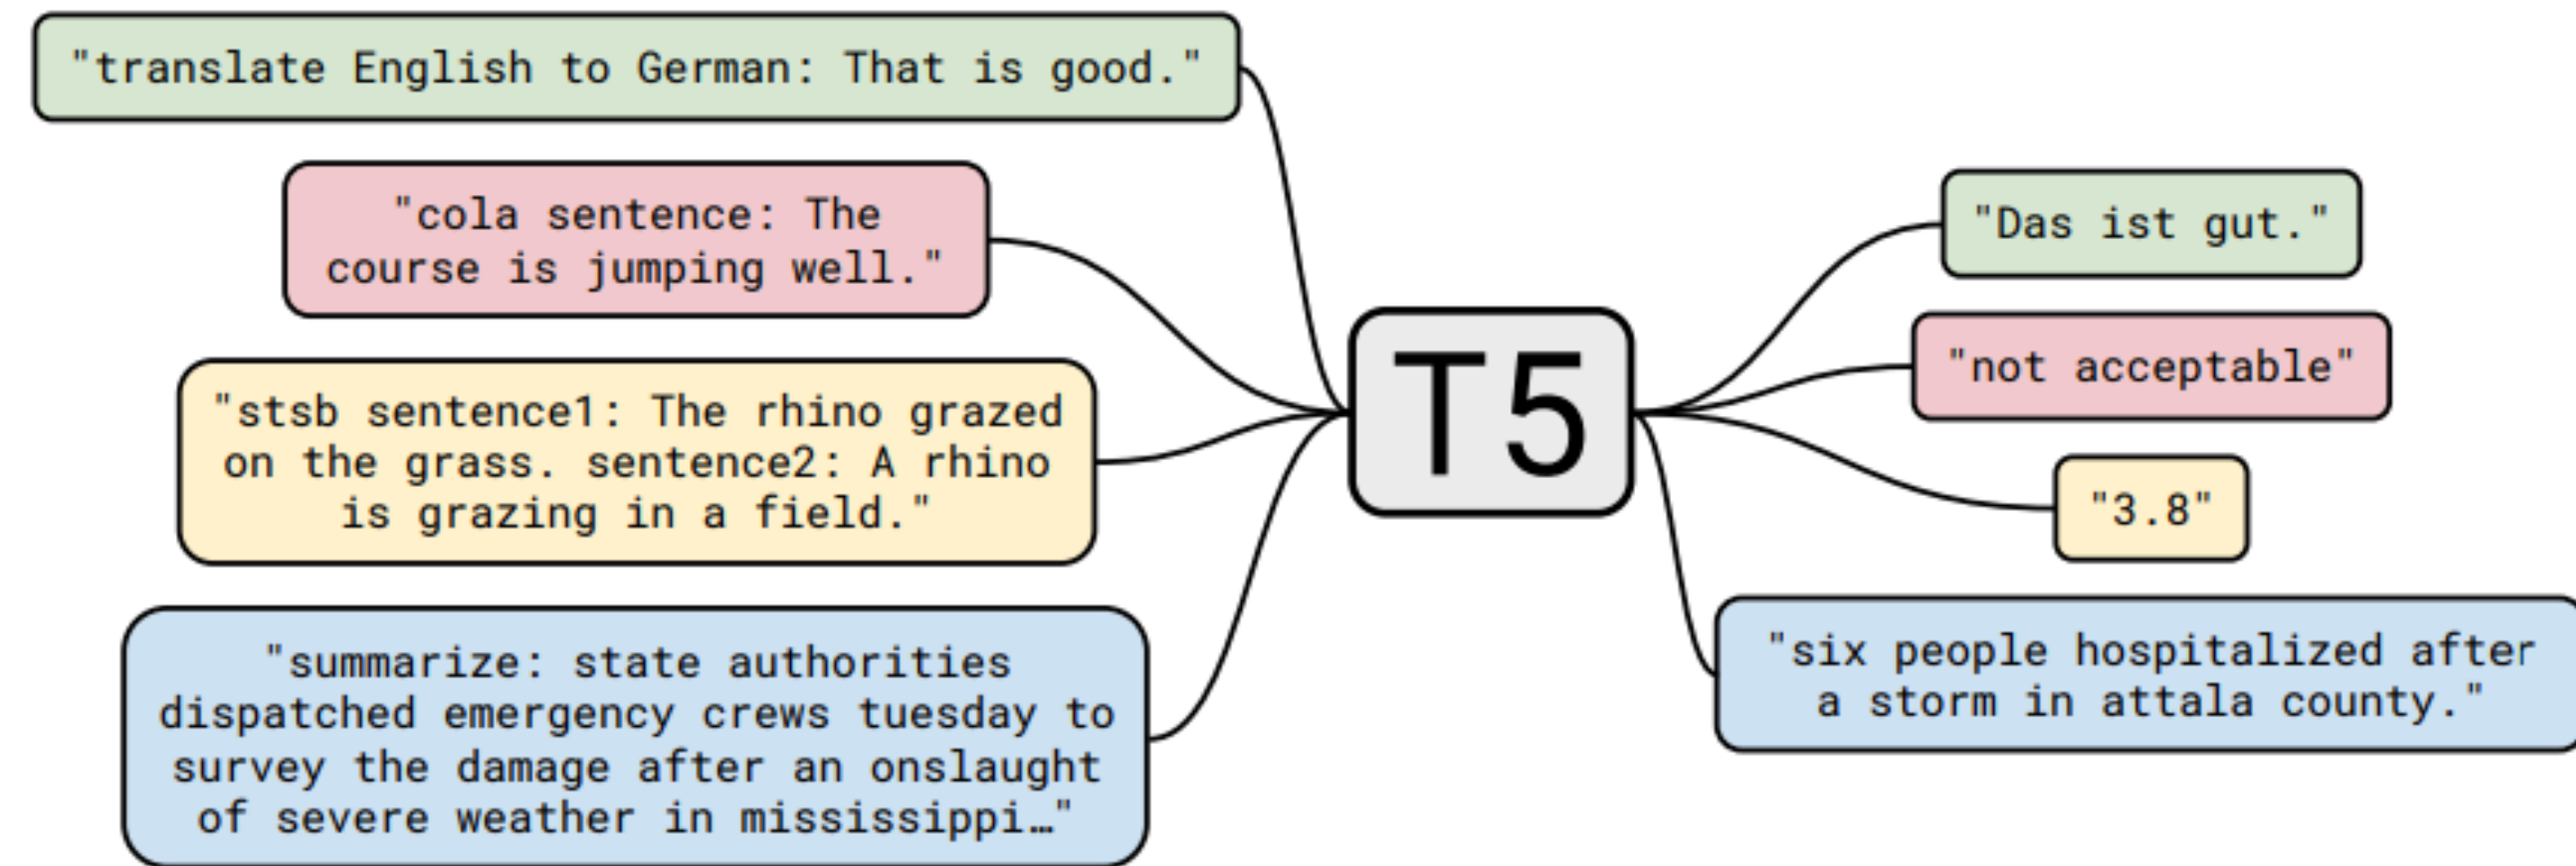 "translate English to German: That is good."
"cola sentence: The
course is jumping well."
"stsb sentence1: The rhino grazed
on the grass. sentence2: A rhino
is grazing in a field."
"summarize: state authorities
dispatched emergency crews tuesday to
survey the damage after an onslaught
of severe weather in mississippi…"
T5
"Das ist gut."
"not acceptable"
"3.8"
"six people hospitalized after
a storm in attala county."